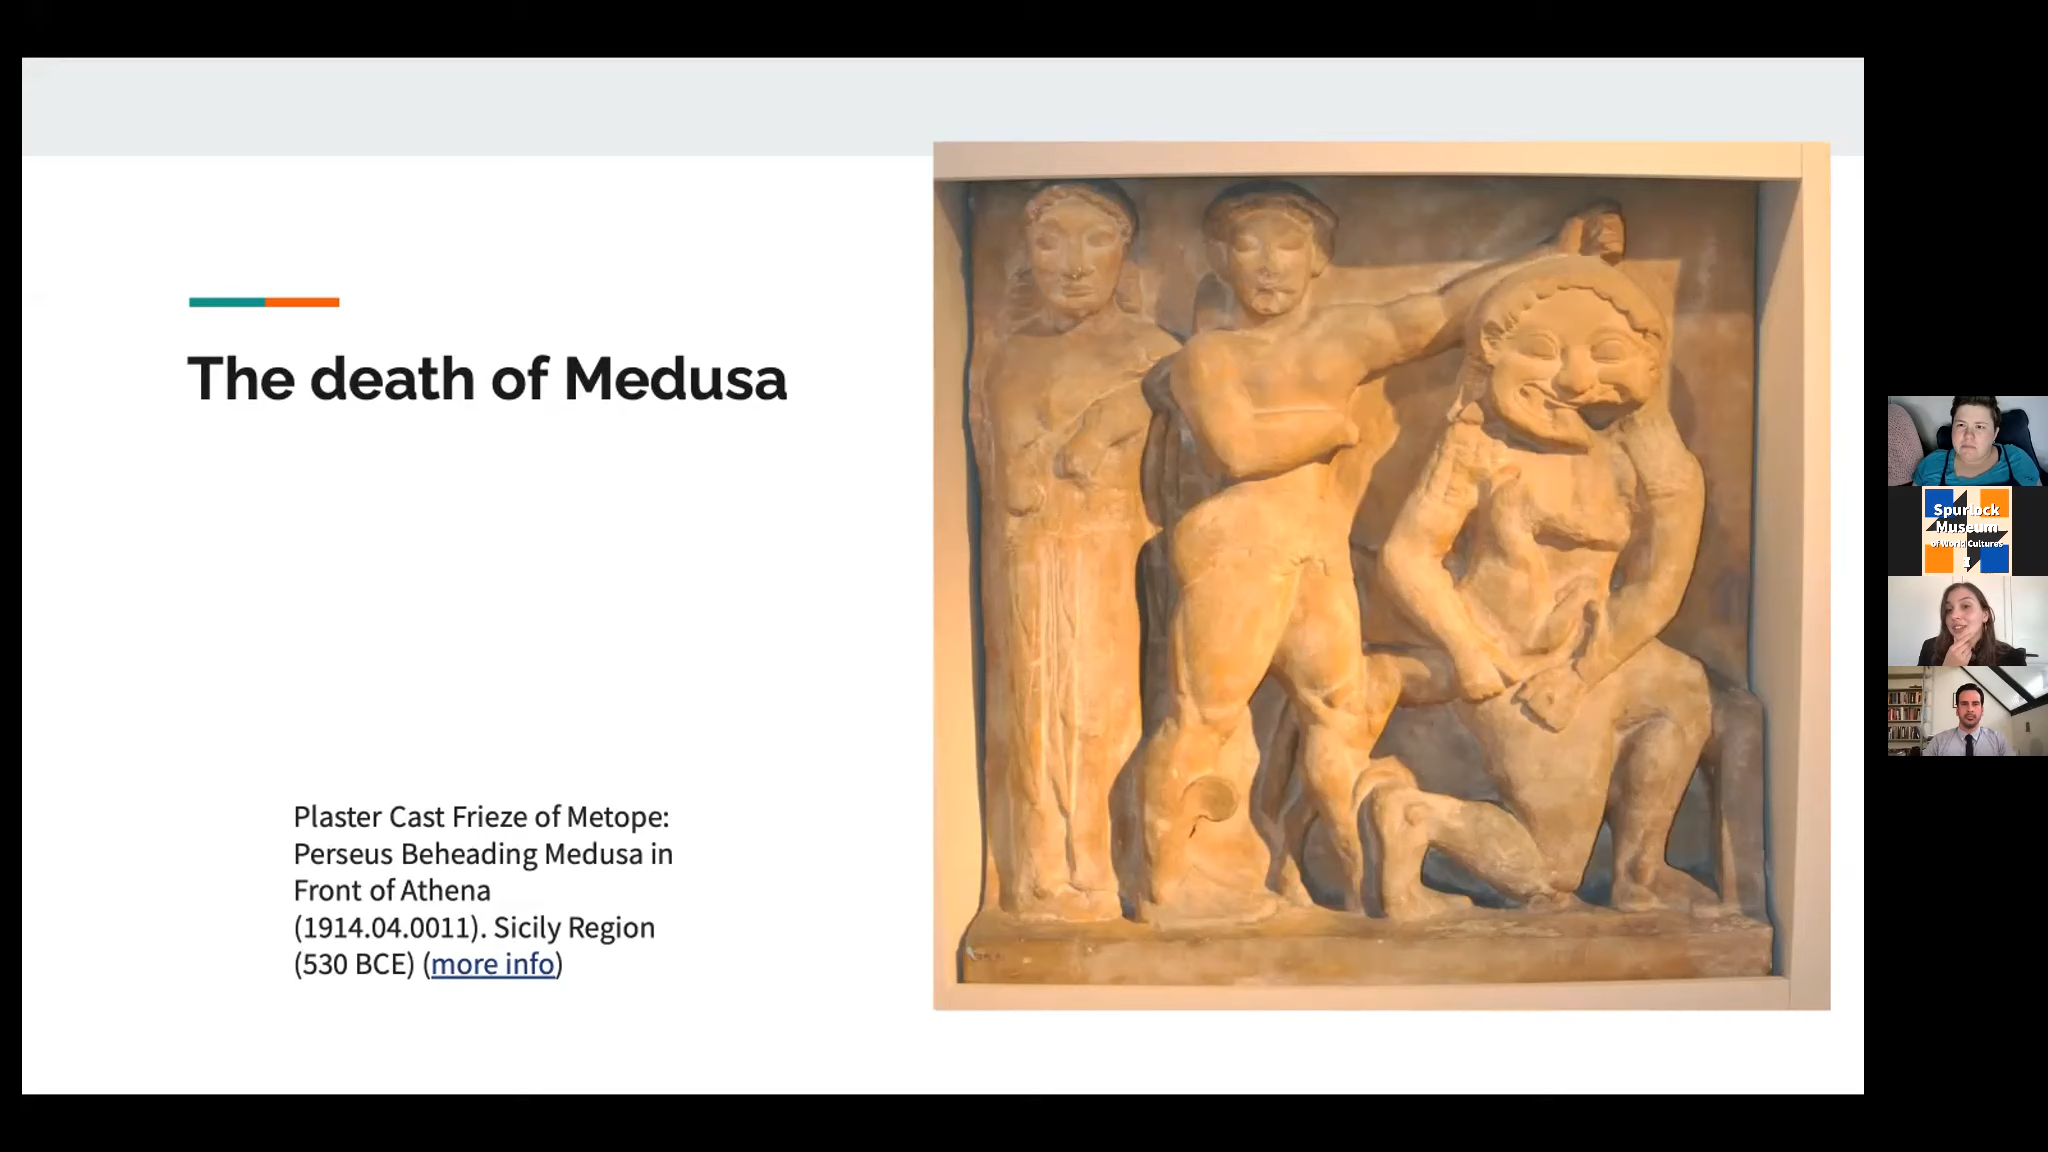 The death of Medusa
Plaster Cast Frieze of Metope:
Perseus Beheading Medusa in
Front of Athena
(1914.04.0011). Sicily Region
(530 BCE) (more info)
Spurlock
Museum
of World Cultures